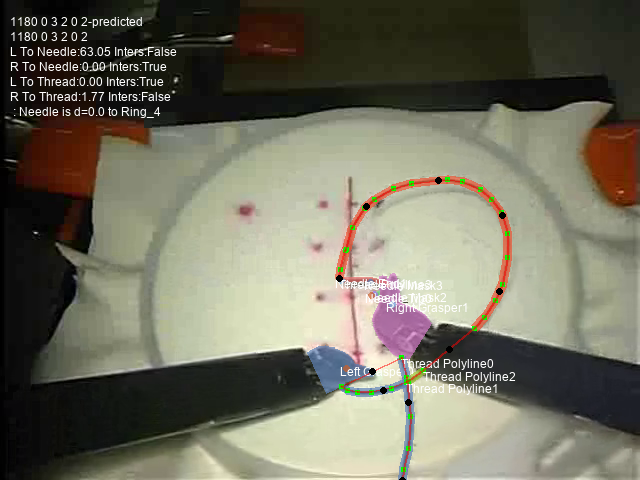 1180 0 3 2 0 2-predicted
1180 0 3 2 0 2
L To Needle:63.05 Inters:False
R To Needle:0.00 Inters:True
L To Thread:0.00 Inters:True
R To Thread:1.77 Inters:False
: Needle is d=0.0 to Ring_4
Right Grasper1
Thread Polyline0
Left Grasper
Thread Polyline2
Thread Polyline1